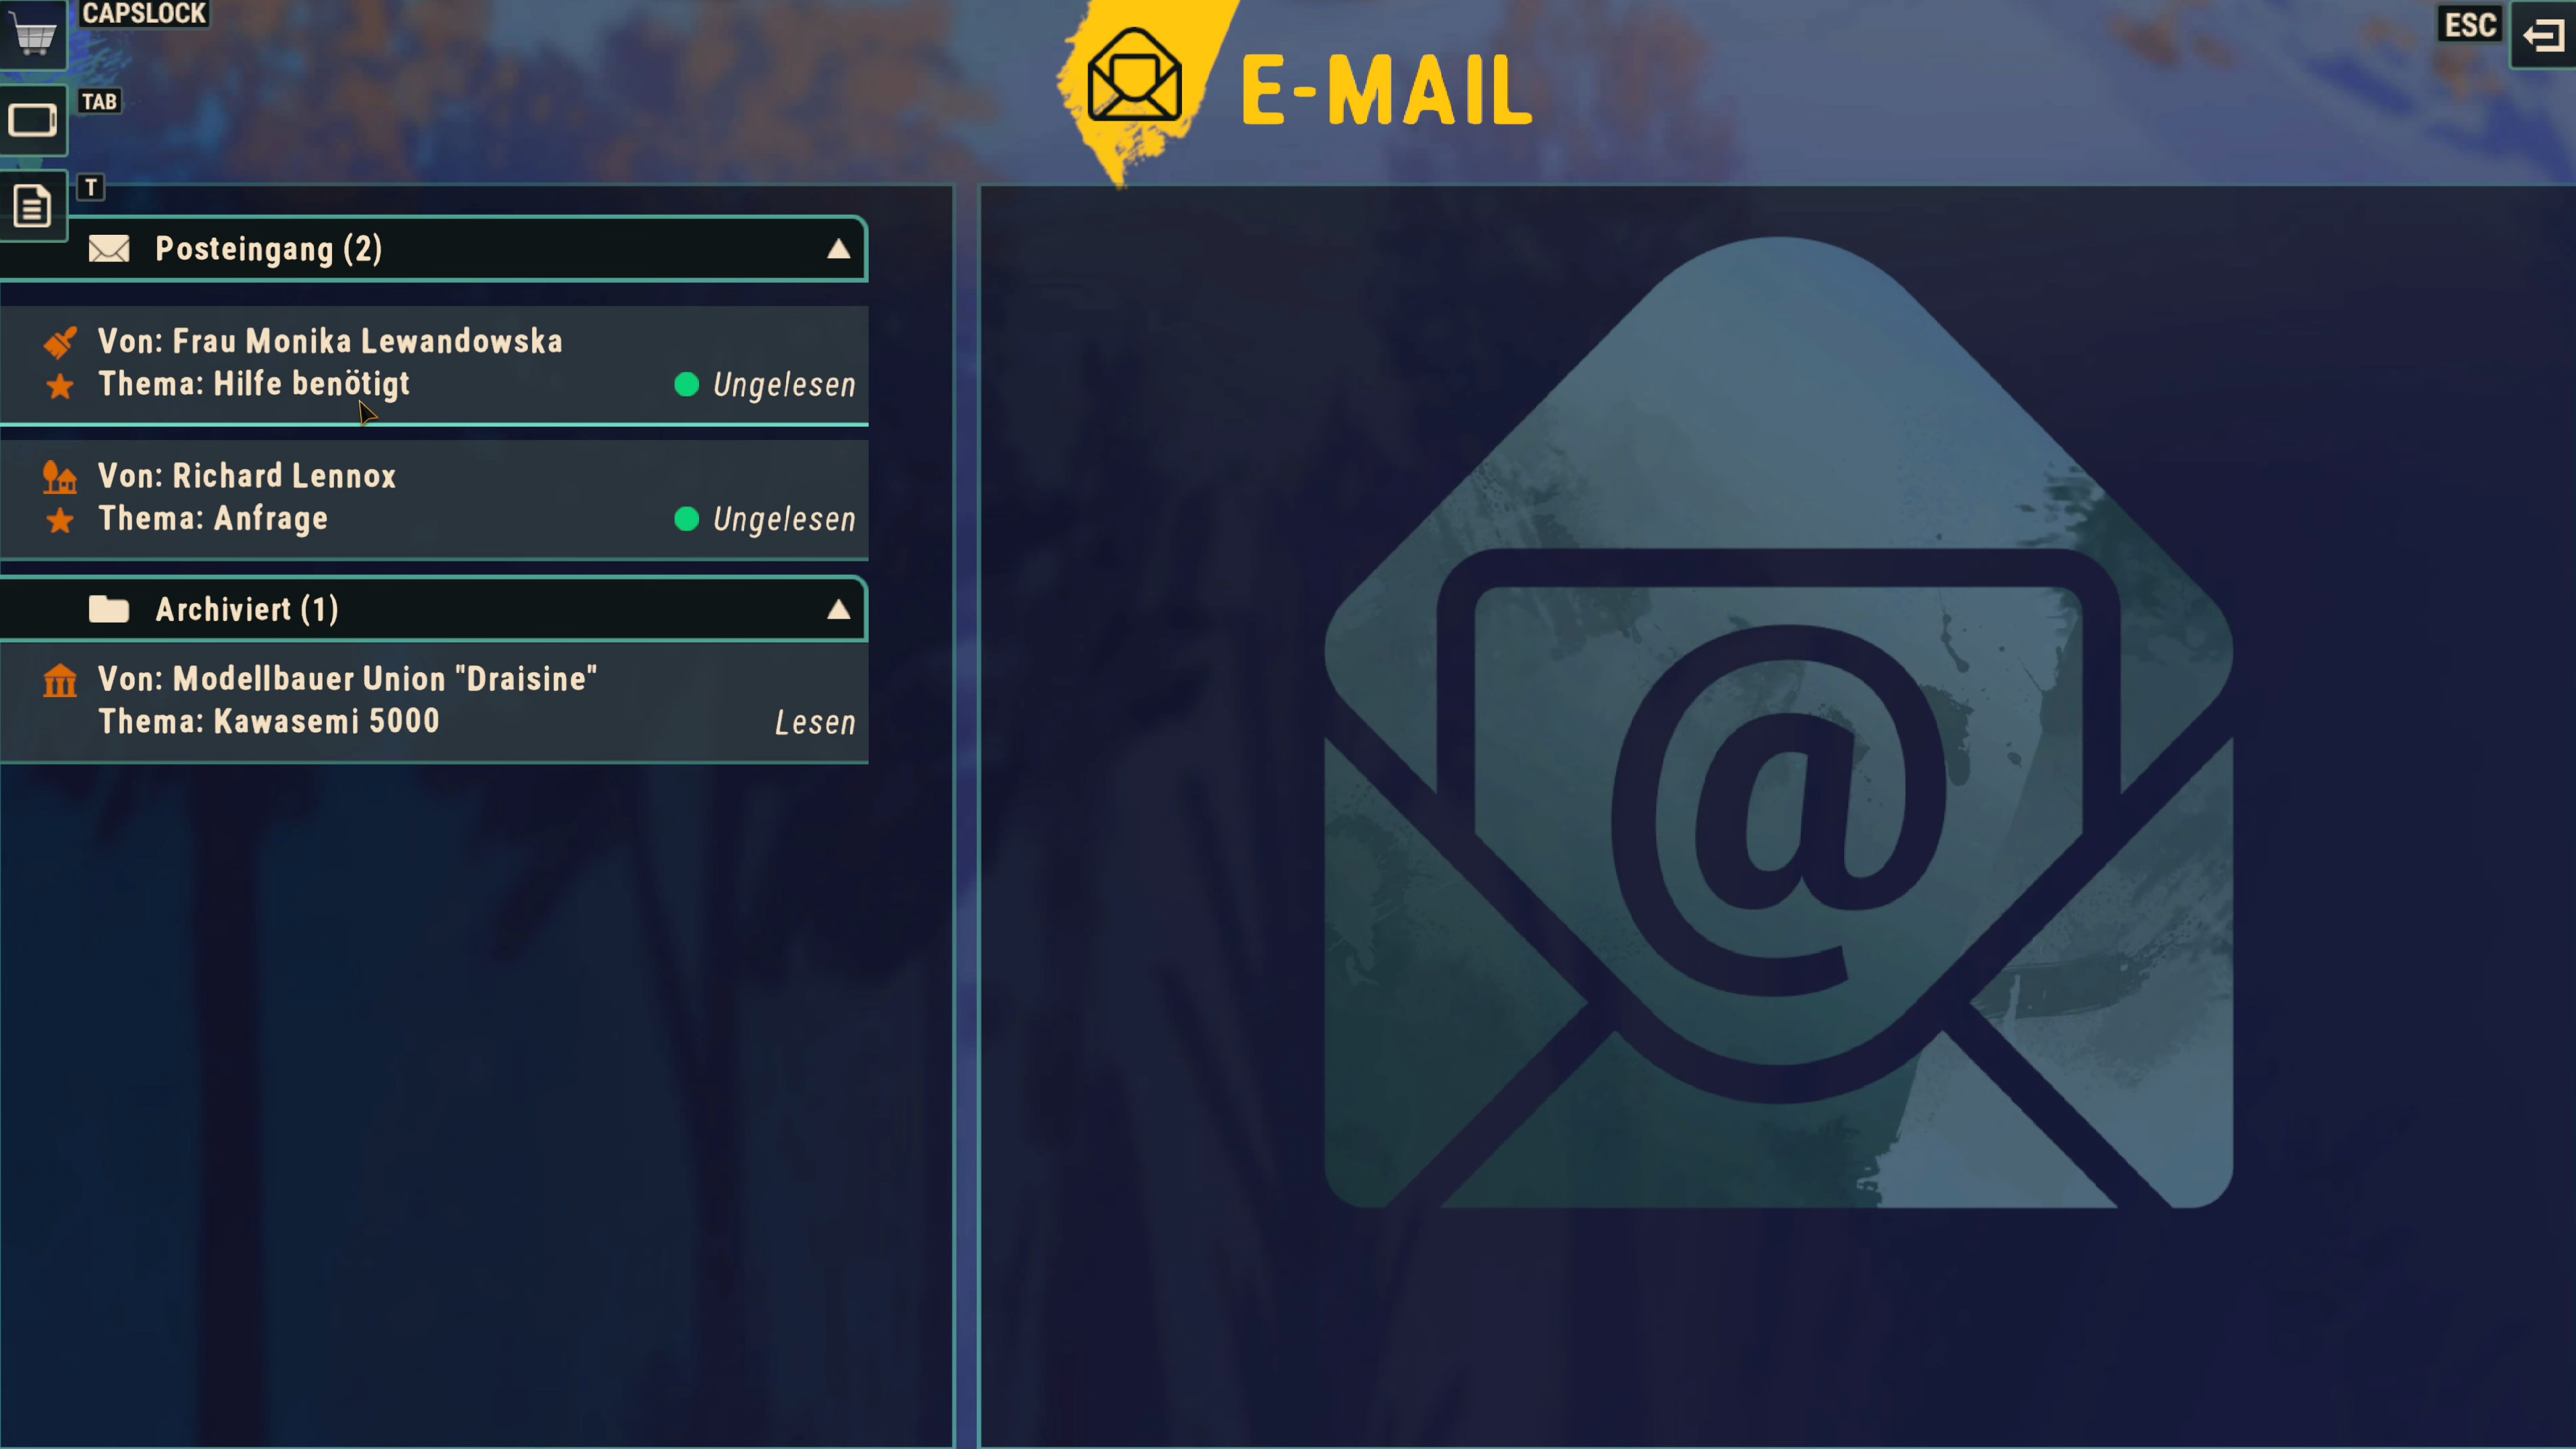 CAPSLOCK
E-MAIL
ESC
TAB
T
Posteingang (2)
Von: Frau Monika Lewandowska
Thema: Hilfe benötigt
Ungelesen
Von: Richard Lennox
Thema: Anfrage
Ungelesen
Archiviert (1)
Von: Modellbauer Union "Draisine"
Thema: Kawasemi 5000
Lesen
@